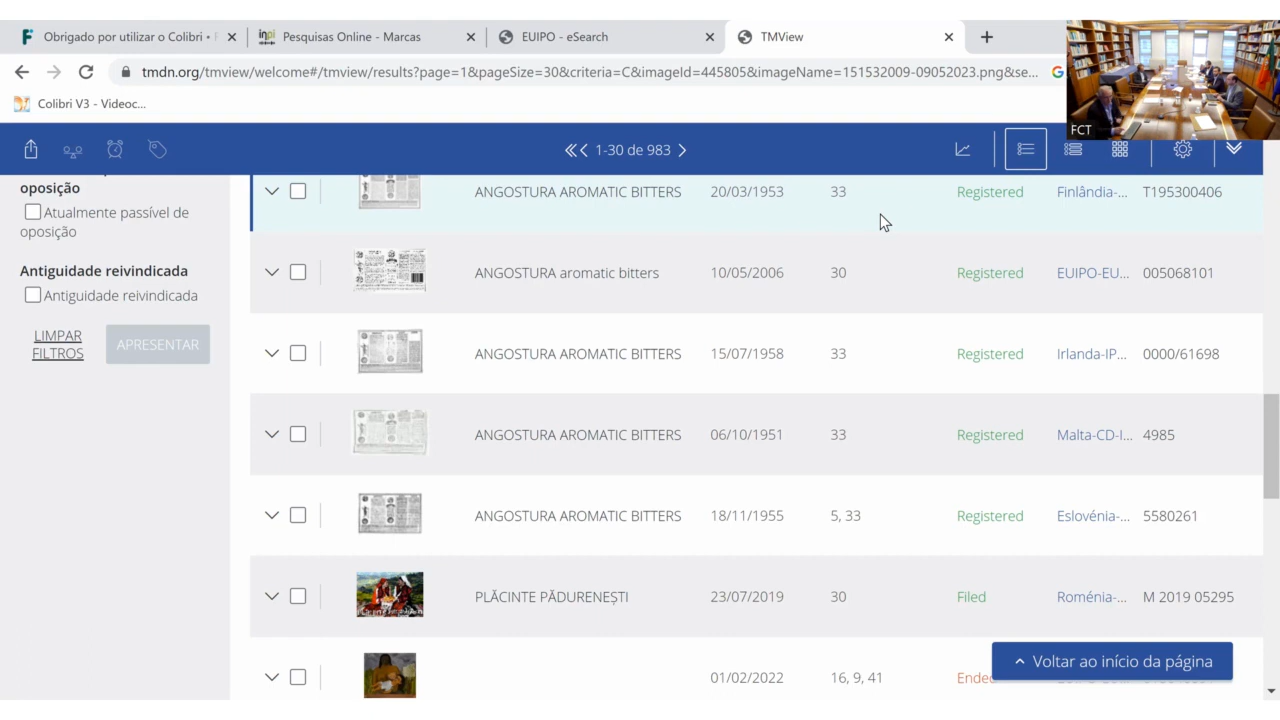 Obrigado por utilizar o Colibri •
Pesquisas Online - Marcas
EUIPO - eSearch
TMView
tmdn.org/tmview/welcome#/tmview/results?page=1&pageSize=30&criteria=C&imageId=445805&imageName=151532009-09052023.png&se...
Colibri V3 - Videoc...
FCT
1-30 de 983
oposição
Atualmente passível de
oposição
Antiguidade reivindicada
Antiguidade reivindicada
LIMPAR
FILTROS
APRESENTAR
ANGOSTURA AROMATIC BITTERS 20/03/1953 33 Registered Finlândia-... T195300406
ANGOSTURA aromatic bitters 10/05/2006 30 Registered EUIPO-EU... 005068101
ANGOSTURA AROMATIC BITTERS 15/07/1958 33 Registered Irlanda-IP... 0000/61698
ANGOSTURA AROMATIC BITTERS 06/10/1951 33 Registered Malta-CD-I... 4985
ANGOSTURA AROMATIC BITTERS 18/11/1955 5, 33 Registered Eslovénia-... 5580261
PLĂCINTE PĂDURENEȘTI 23/07/2019 30 Filed Roménia-... M 2019 05295
01/02/2022 16, 9, 41 Ended
Voltar ao início da página